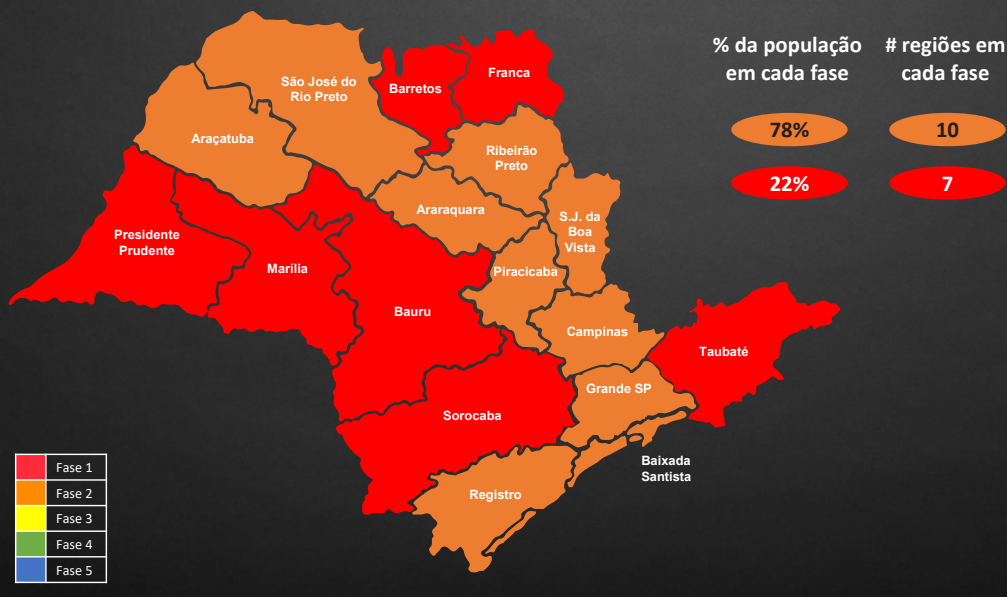 % da população
em cada fase
# regiões em
cada fase
78%
10
22%
7
São José do
Rio Preto
Barretos
Franca
Araçatuba
Ribeirão
Preto
Araraquara
S.J. da
Boa
Vista
Presidente
Prudente
Marília
Piracicaba
Bauru
Campinas
Taubaté
Grande SP
Sorocaba
Baixada
Santista
Registro
Fase 1
Fase 2
Fase 3
Fase 4
Fase 5